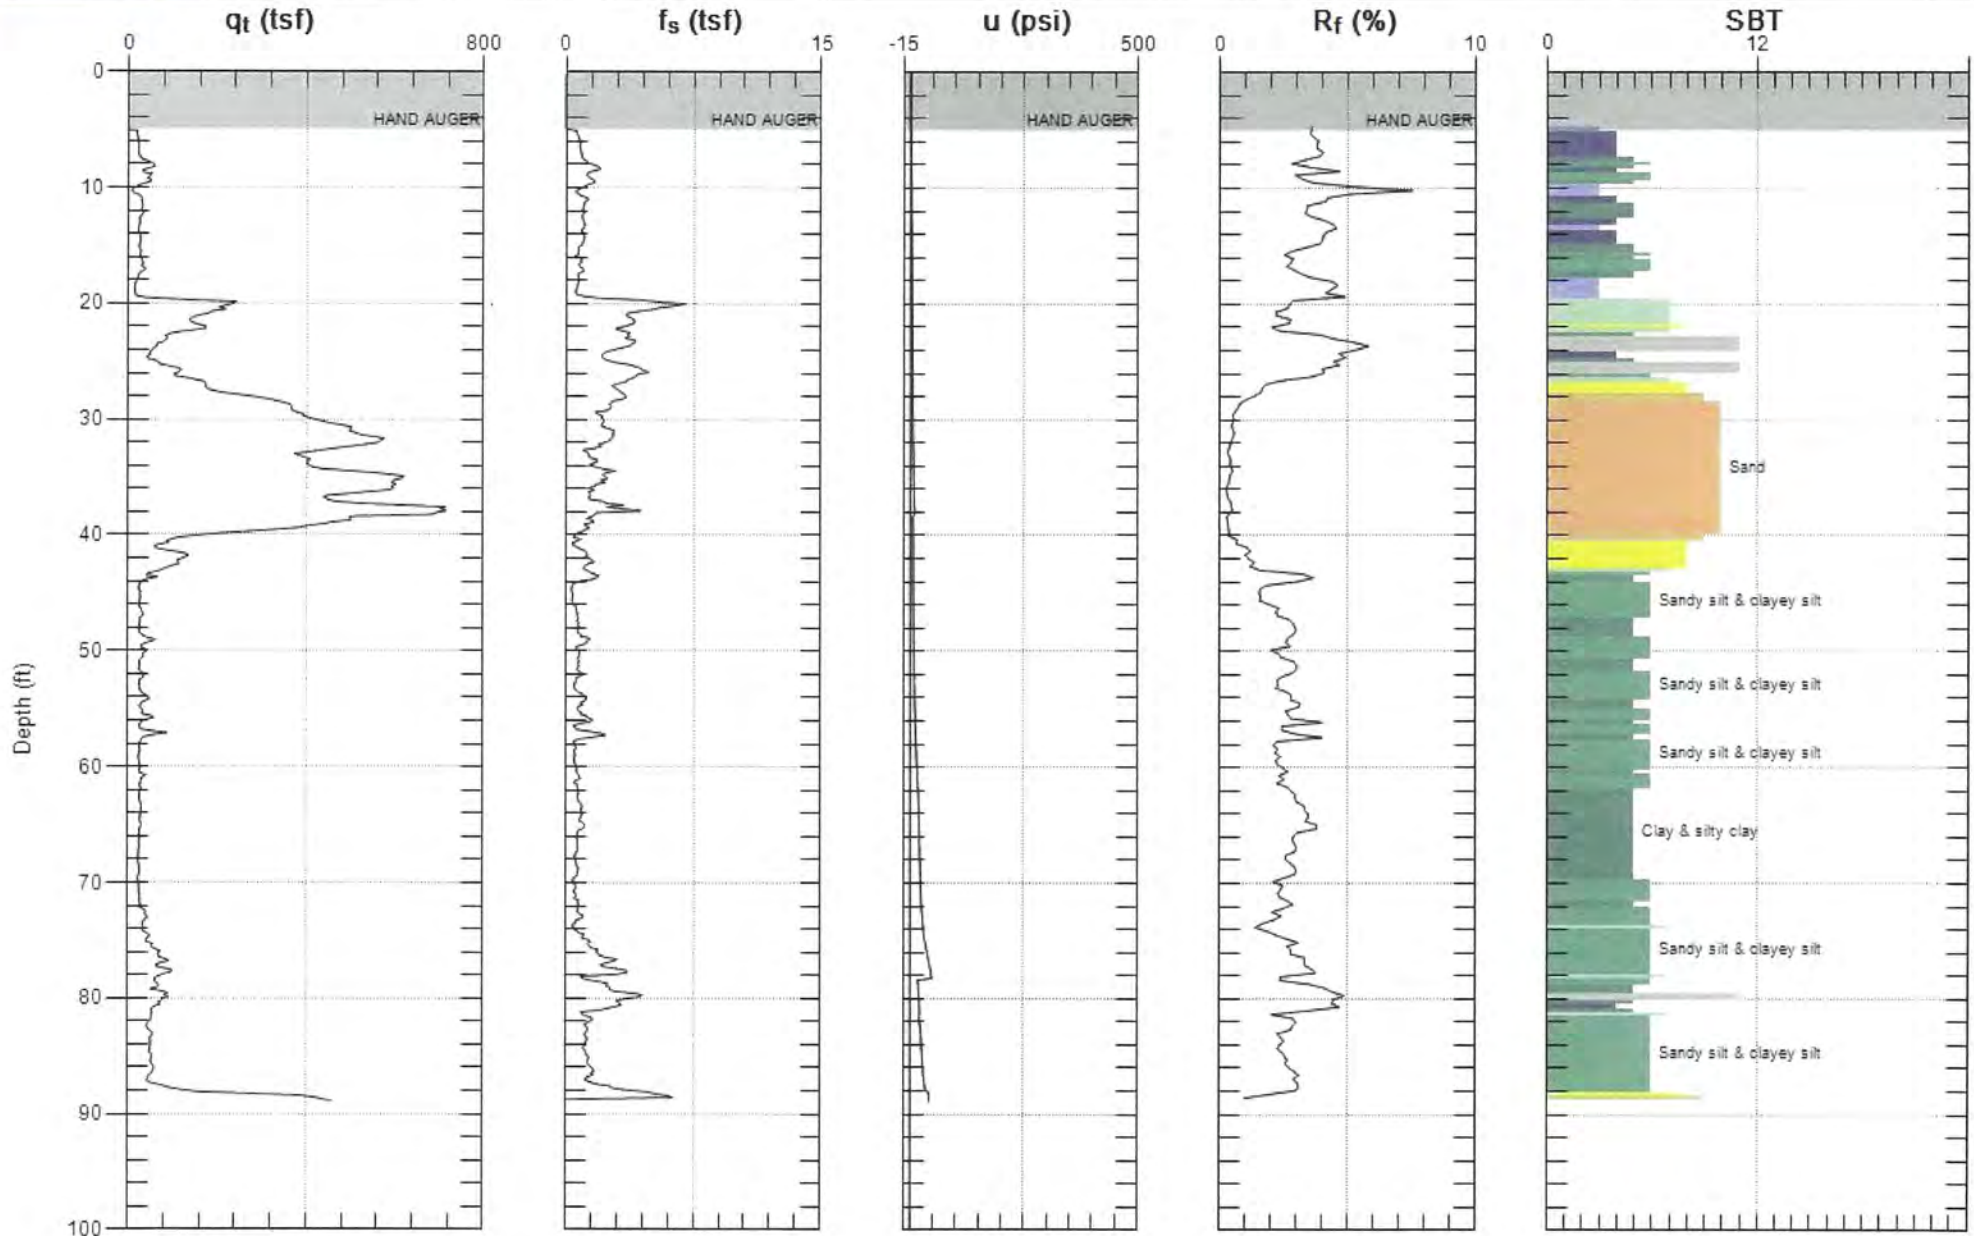 qt (tsf) fs (tsf) u (psi) Rf (%) SBT
0 800 0 15 -15 500 0 10 0 12
0
HAND AUGER HAND AUGER HAND AUGER HAND AUGER
10
20
30
Sand
40
Sandy silt & clayey silt
50
Sandy silt & clayey silt
Depth (ft)
Sandy silt & clayey silt
60
Clay & silty clay
70
Sandy silt & clayey silt
80
Sandy silt & clayey silt
90
100